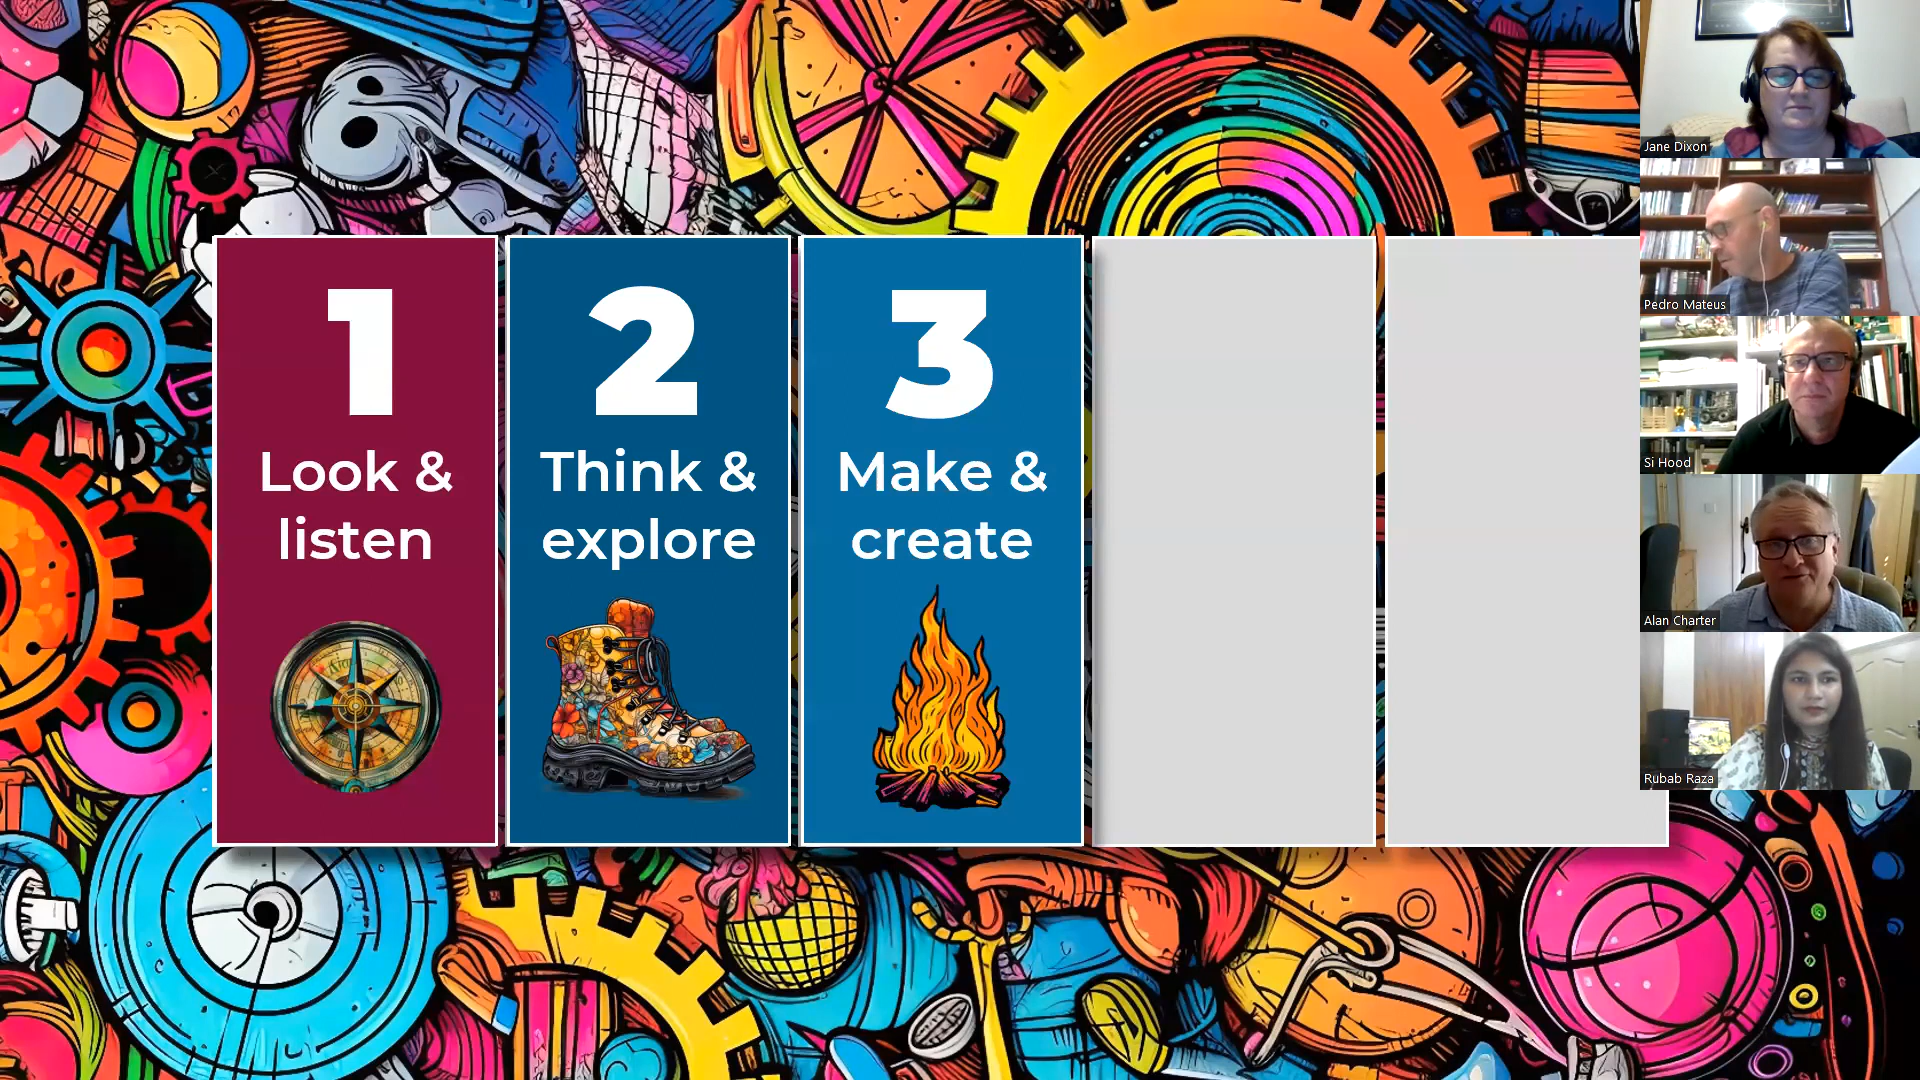 1
Look &
listen
2
Think &
explore
3
Make &
create
Jane Dixon
Pedro Mateus
Si Hood
Alan Charter
Rubab Raza